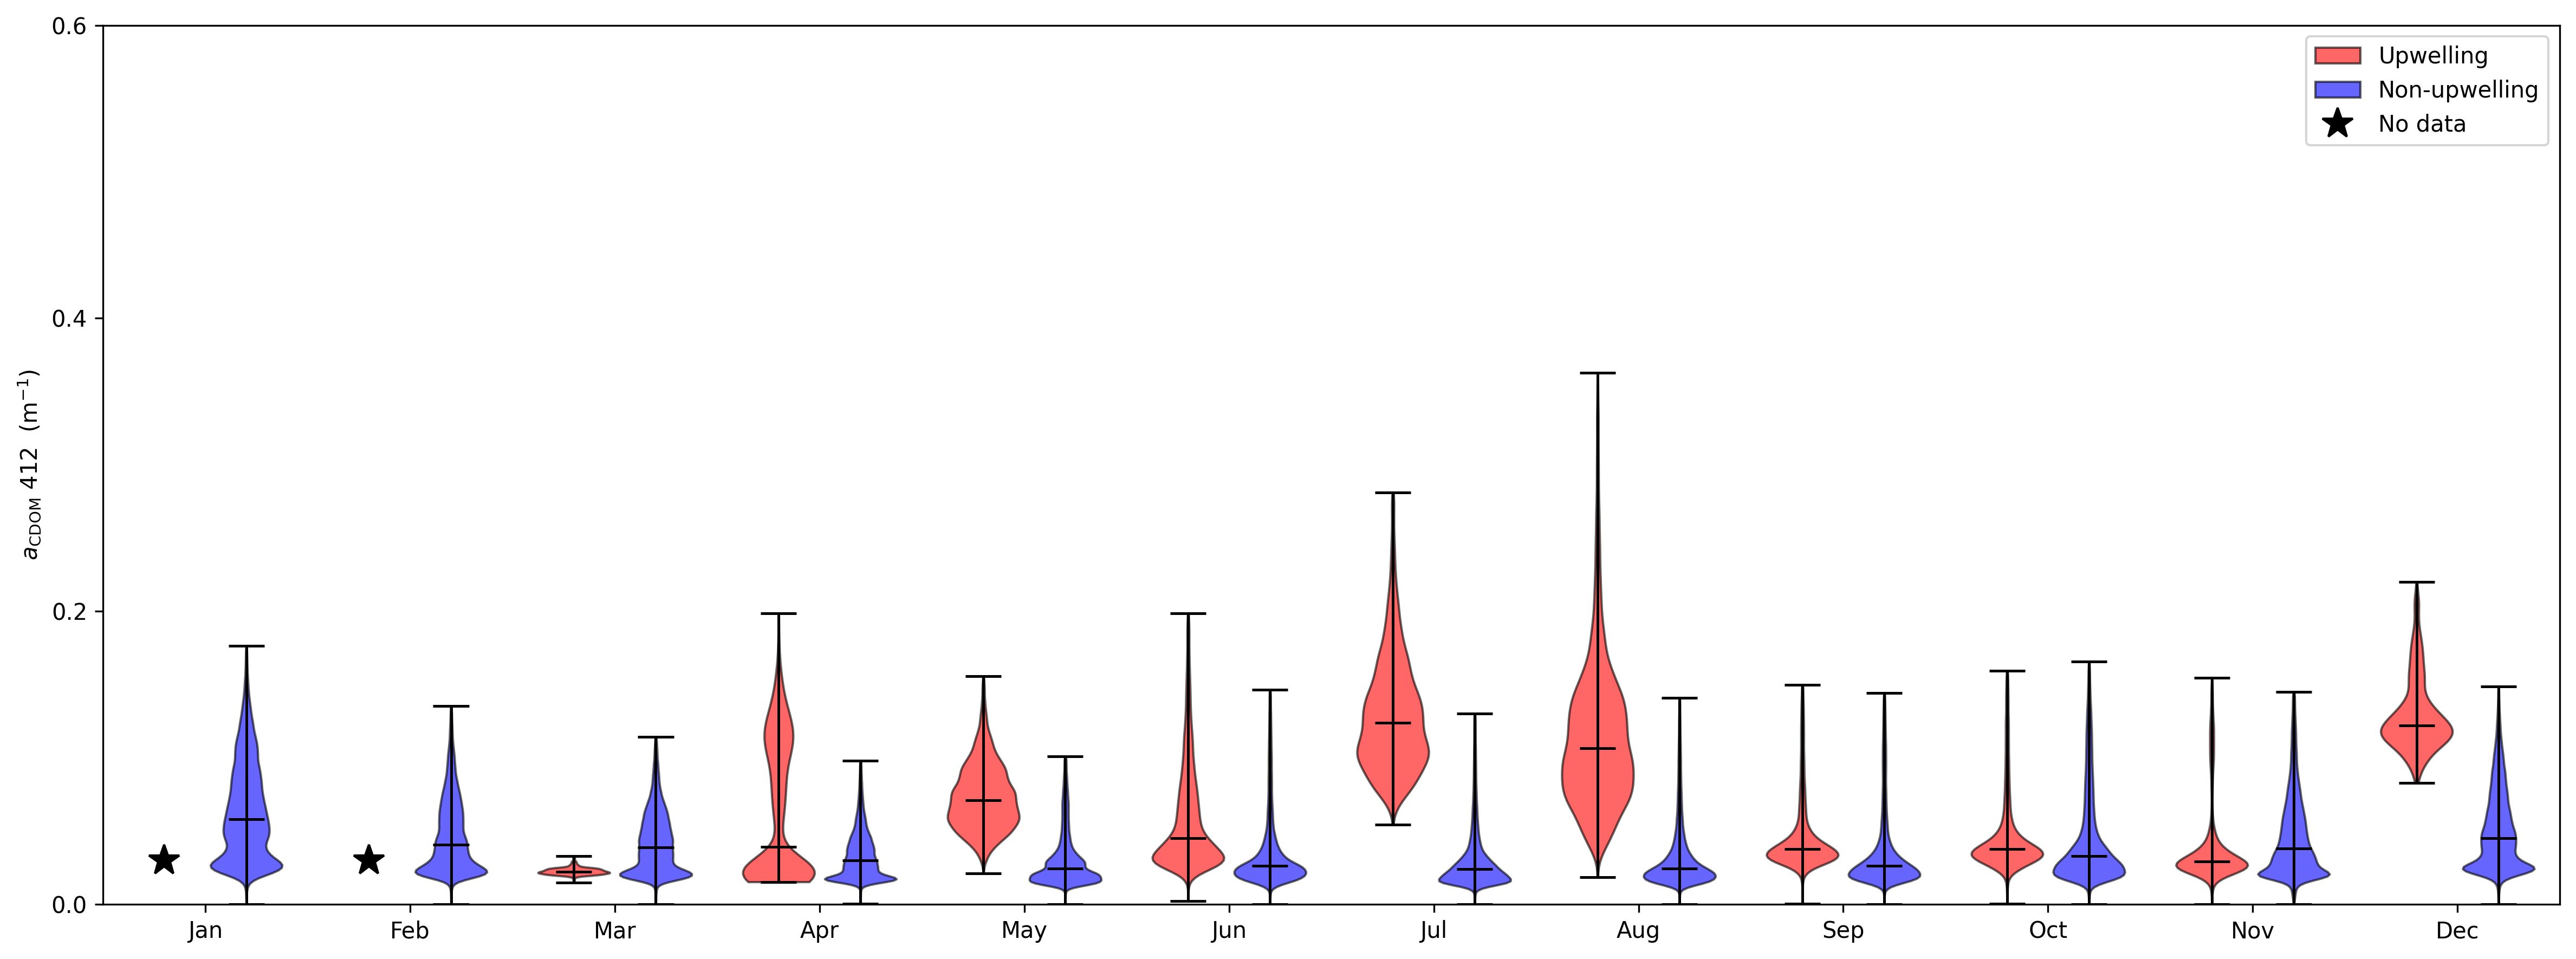 0.6
Upwelling
Non-upwelling
No data
0.4
a_CDOM 412 (m⁻¹)
0.2
0.0
Jan Feb Mar Apr May Jun Jul Aug Sep Oct Nov Dec